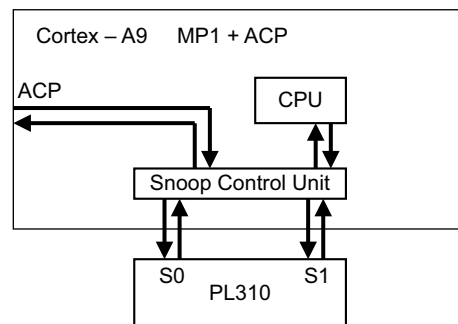 Cortex – A9 MP1 + ACP
ACP
CPU
Snoop Control Unit
S0 S1
PL310